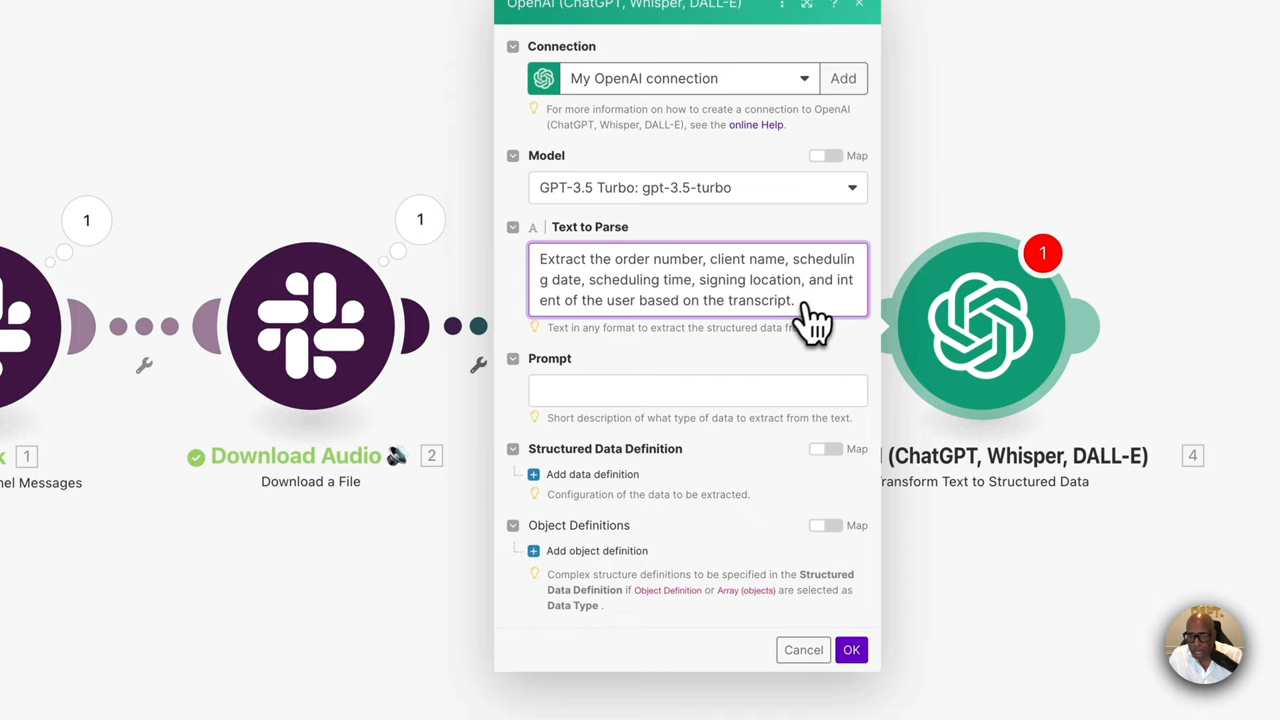 OpenAI (ChatGPT, Whisper, DALL-E)
?
Connection
My OpenAI connection
Add
For more information on how to create a connection to OpenAI
(ChatGPT, Whisper, DALL-E), see the online Help.
Model
Map
GPT-3.5 Turbo: gpt-3.5-turbo
A
Text to Parse
Extract the order number, client name, schedulin
g date, scheduling time, signing location, and int
ent of the user based on the transcript.
Text in any format to extract the structured data
Prompt
Short description of what type of data to extract from the text.
Structured Data Definition
Map
Add data definition
Configuration of the data to be extracted.
Object Definitions
Map
Add object definition
Complex structure definitions to be specified in the Structured
Data Definition if Object Definition or Array (objects) are selected as
Data Type .
Cancel
OK
1
1
1
k
1
nel Messages
Download Audio
2
Download a File
(ChatGPT, Whisper, DALL-E)
4
ransform Text to Structured Data